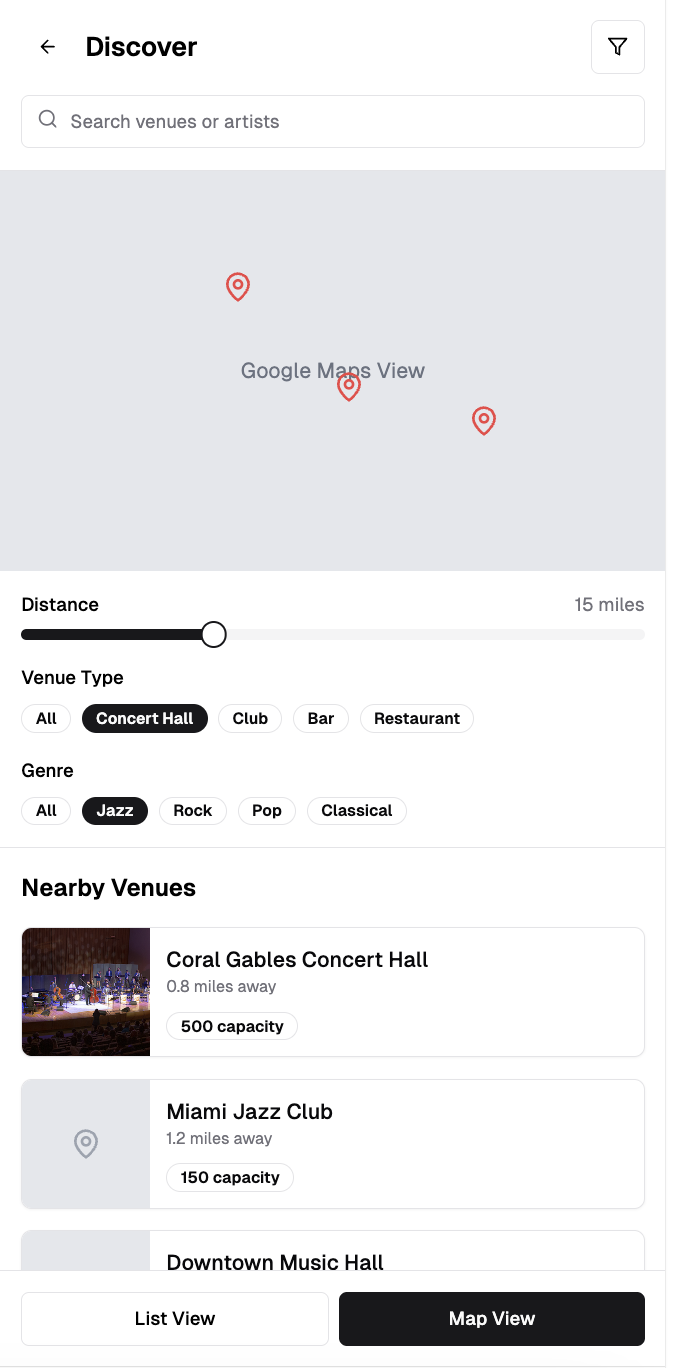 Discover
Search venues or artists
Google Maps View
Distance 15 miles
Venue Type
All Concert Hall Club Bar Restaurant
Genre
All Jazz Rock Pop Classical
Nearby Venues
Coral Gables Concert Hall
0.8 miles away
500 capacity
Miami Jazz Club
1.2 miles away
150 capacity
Downtown Music Hall
List View Map View